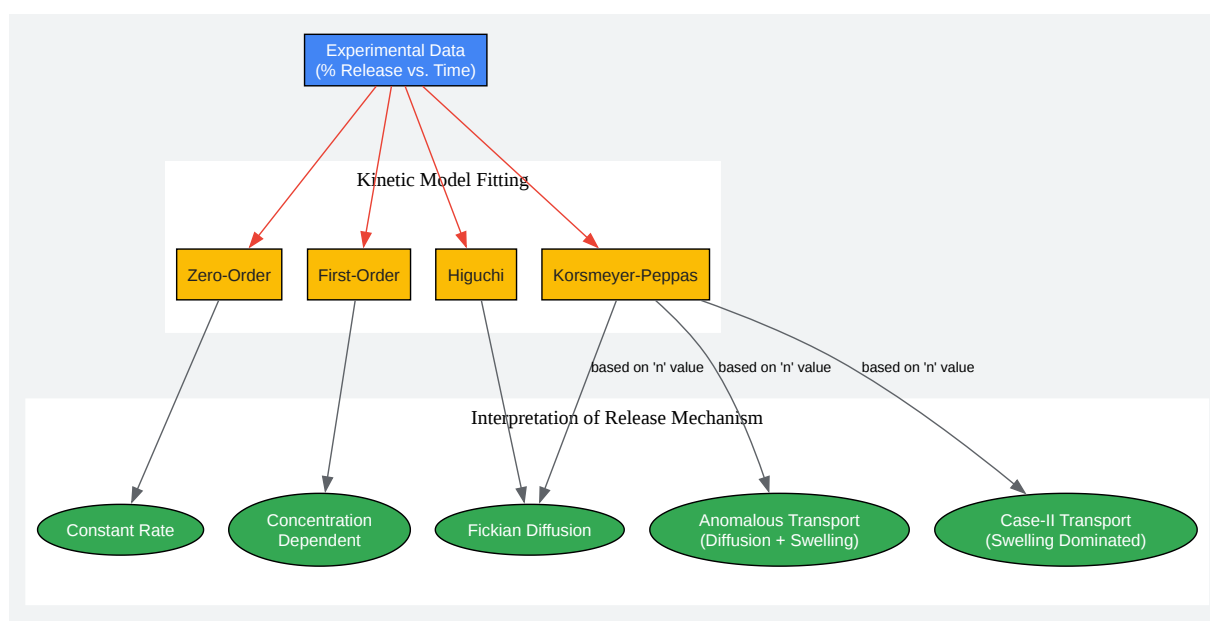 Experimental Data
(% Release vs. Time)
Kinetic Model Fitting
Zero-Order
First-Order
Higuchi
Korsmeyer-Peppas
based on 'n' value
based on 'n' value
based on 'n' value
Interpretation of Release Mechanism
Constant Rate
Concentration
Dependent
Fickian Diffusion
Anomalous Transport
(Diffusion + Swelling)
Case-II Transport
(Swelling Dominated)